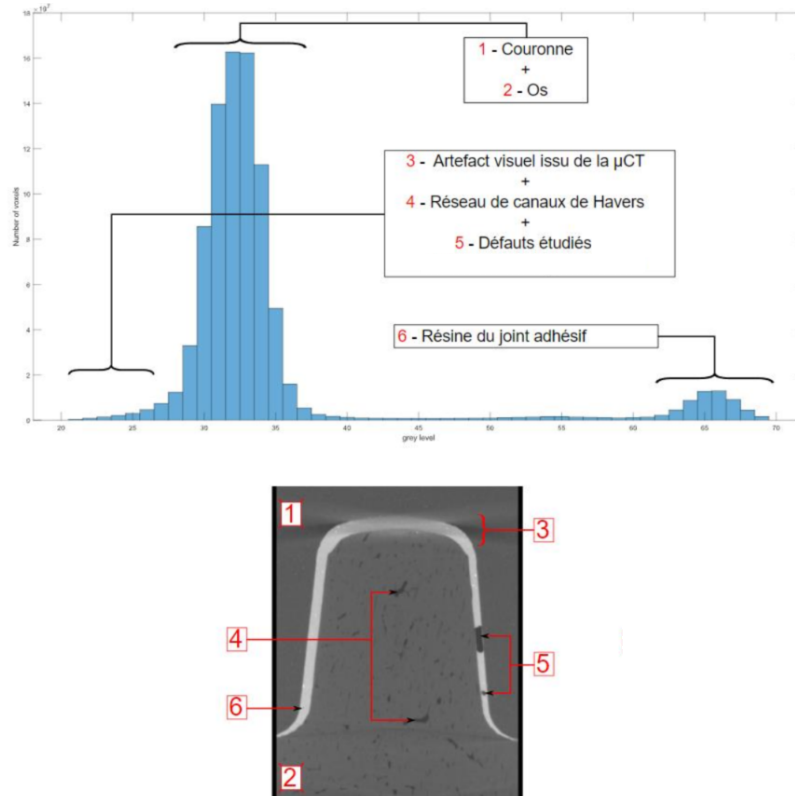 18
×10⁷
16
14
12
10
8
6
4
2
0
Number of voxels
1 - Couronne
+
2 - Os
3 - Artefact visuel issu de la µCT
+
4 - Réseau de canaux de Havers
+
5 - Défauts étudiés
6 - Résine du joint adhésif
20 25 30 35 40 45 50 55 60 65 70
grey level
1
3
4
5
6
2